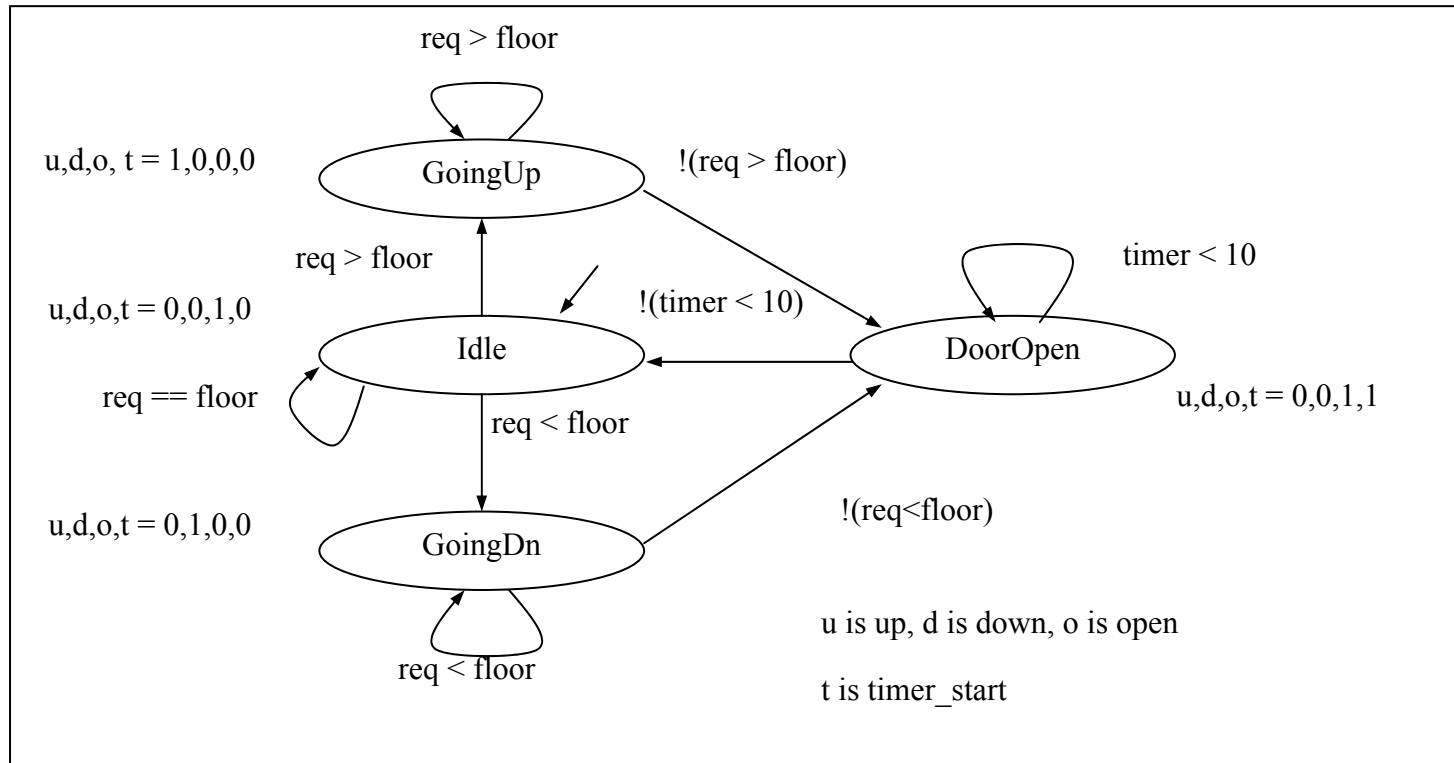 req > floor
u,d,o, t = 1,0,0,0
GoingUp
!(req > floor)
req > floor
timer < 10
u,d,o,t = 0,0,1,0
!(timer < 10)
Idle
DoorOpen
req == floor
u,d,o,t = 0,0,1,1
req < floor
u,d,o,t = 0,1,0,0
!(req<floor)
GoingDn
u is up, d is down, o is open
req < floor
t is timer_start